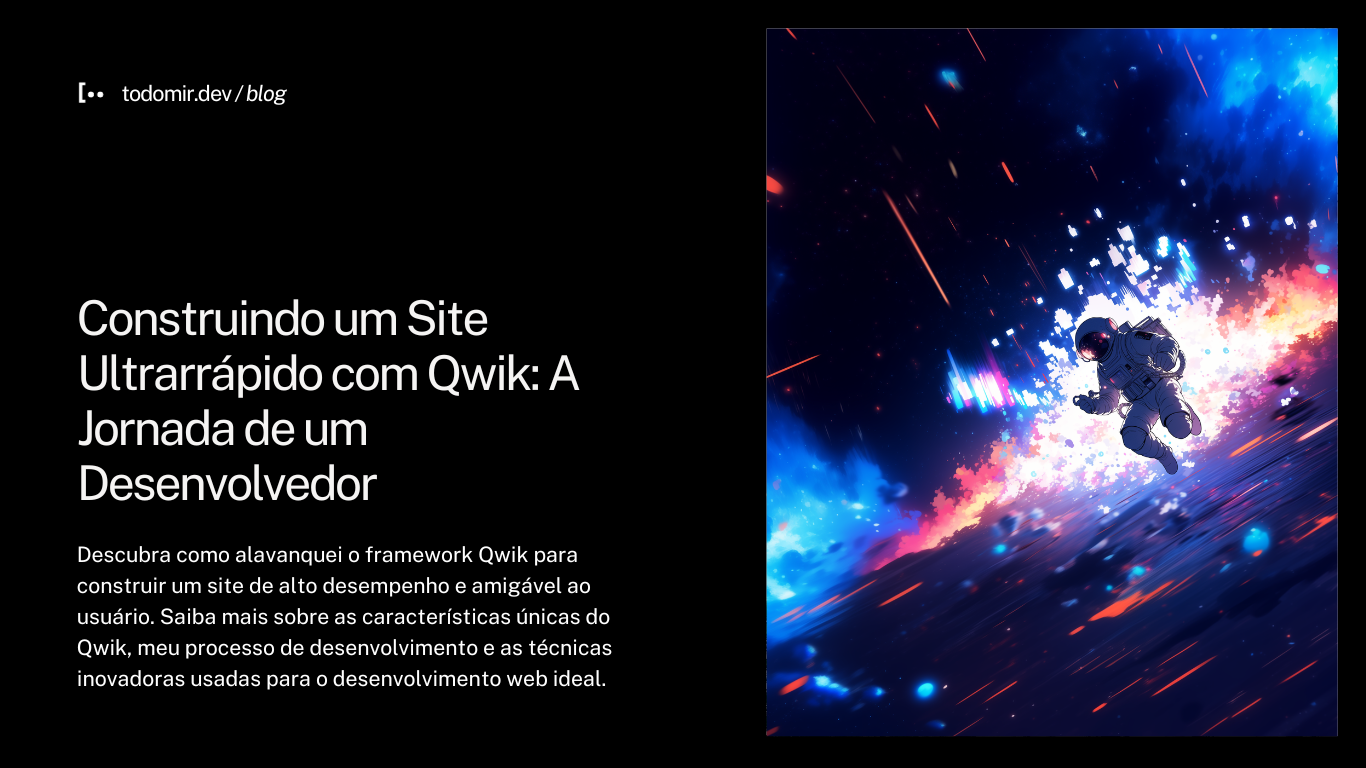 todomir.dev / blog
Construindo um Site
Ultrarrápido com Qwik: A
Jornada de um
Desenvolvedor
Descubra como alavanquei o framework Qwik para
construir um site de alto desempenho e amigável ao
usuário. Saiba mais sobre as características únicas do
Qwik, meu processo de desenvolvimento e as técnicas
inovadoras usadas para o desenvolvimento web ideal.